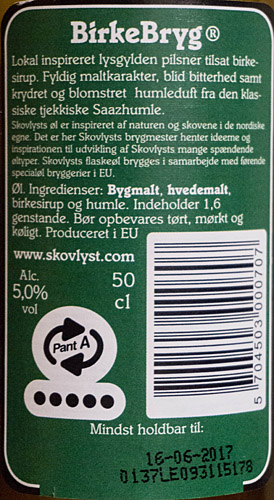 BirkeBryg®
Lokal inspireret lysgylden pilsner tilsat birke-
sirup. Fyldig maltkarakter, blid bitterhed samt
krydret og blomstret humleduft fra den klas-
siske tjekkiske Saazhumle.
Skovlysts øl er inspireret af naturen og skovene i de nordiske
egne. Det er her Skovlysts brygmester henter ideerne og
inspirationen til udvikling af Skovlysts mange spændende
øltyper. Skovlysts flaskeøl brygges i samarbejde med førende
specialøl bryggerier i EU.
Øl. Ingredienser: Bygmalt, hvedemalt,
birkesirup og humle. Indeholder 1,6
genstande. Bør opbevares tørt, mørkt og
køligt. Produceret i EU
www.skovlyst.com
Alc.
5,0%
vol
50
cl
Pant A
5 704503 000707
Mindst holdbar til:
16-06-2017
0137LE093115178